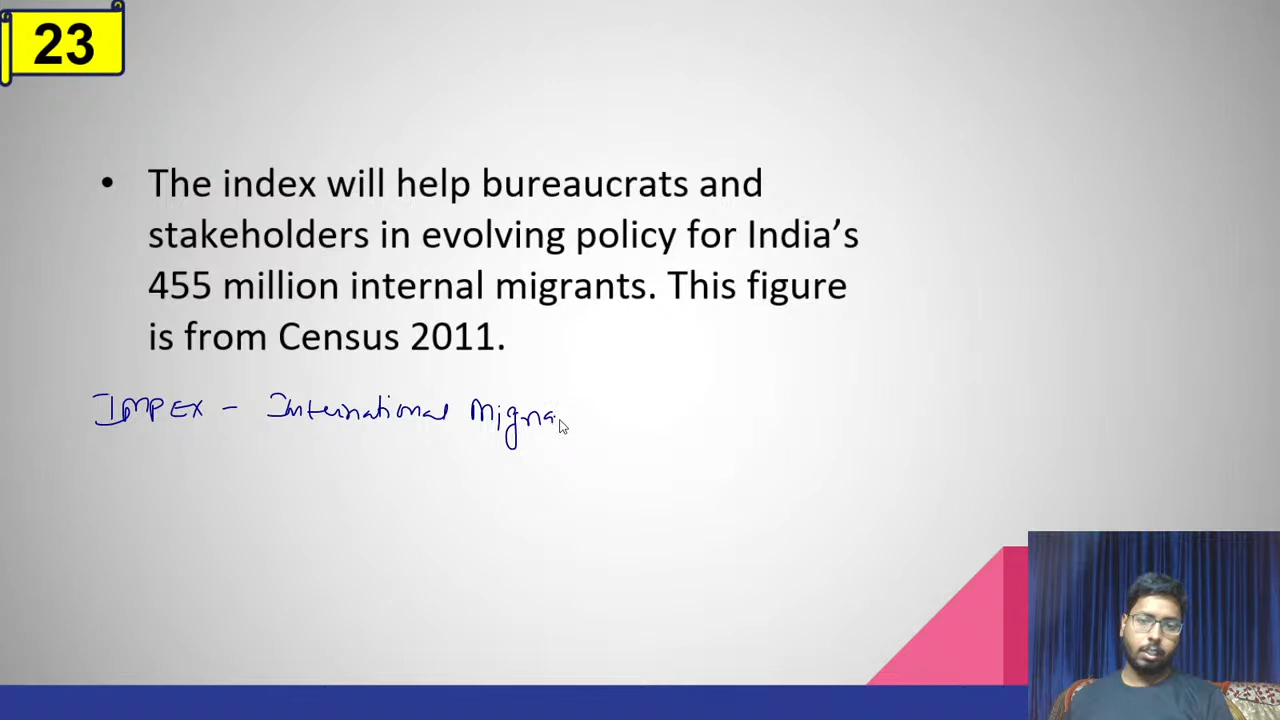 23
• The index will help bureaucrats and
stakeholders in evolving policy for India's
455 million internal migrants. This figure
is from Census 2011.
IMPEX - International Migra